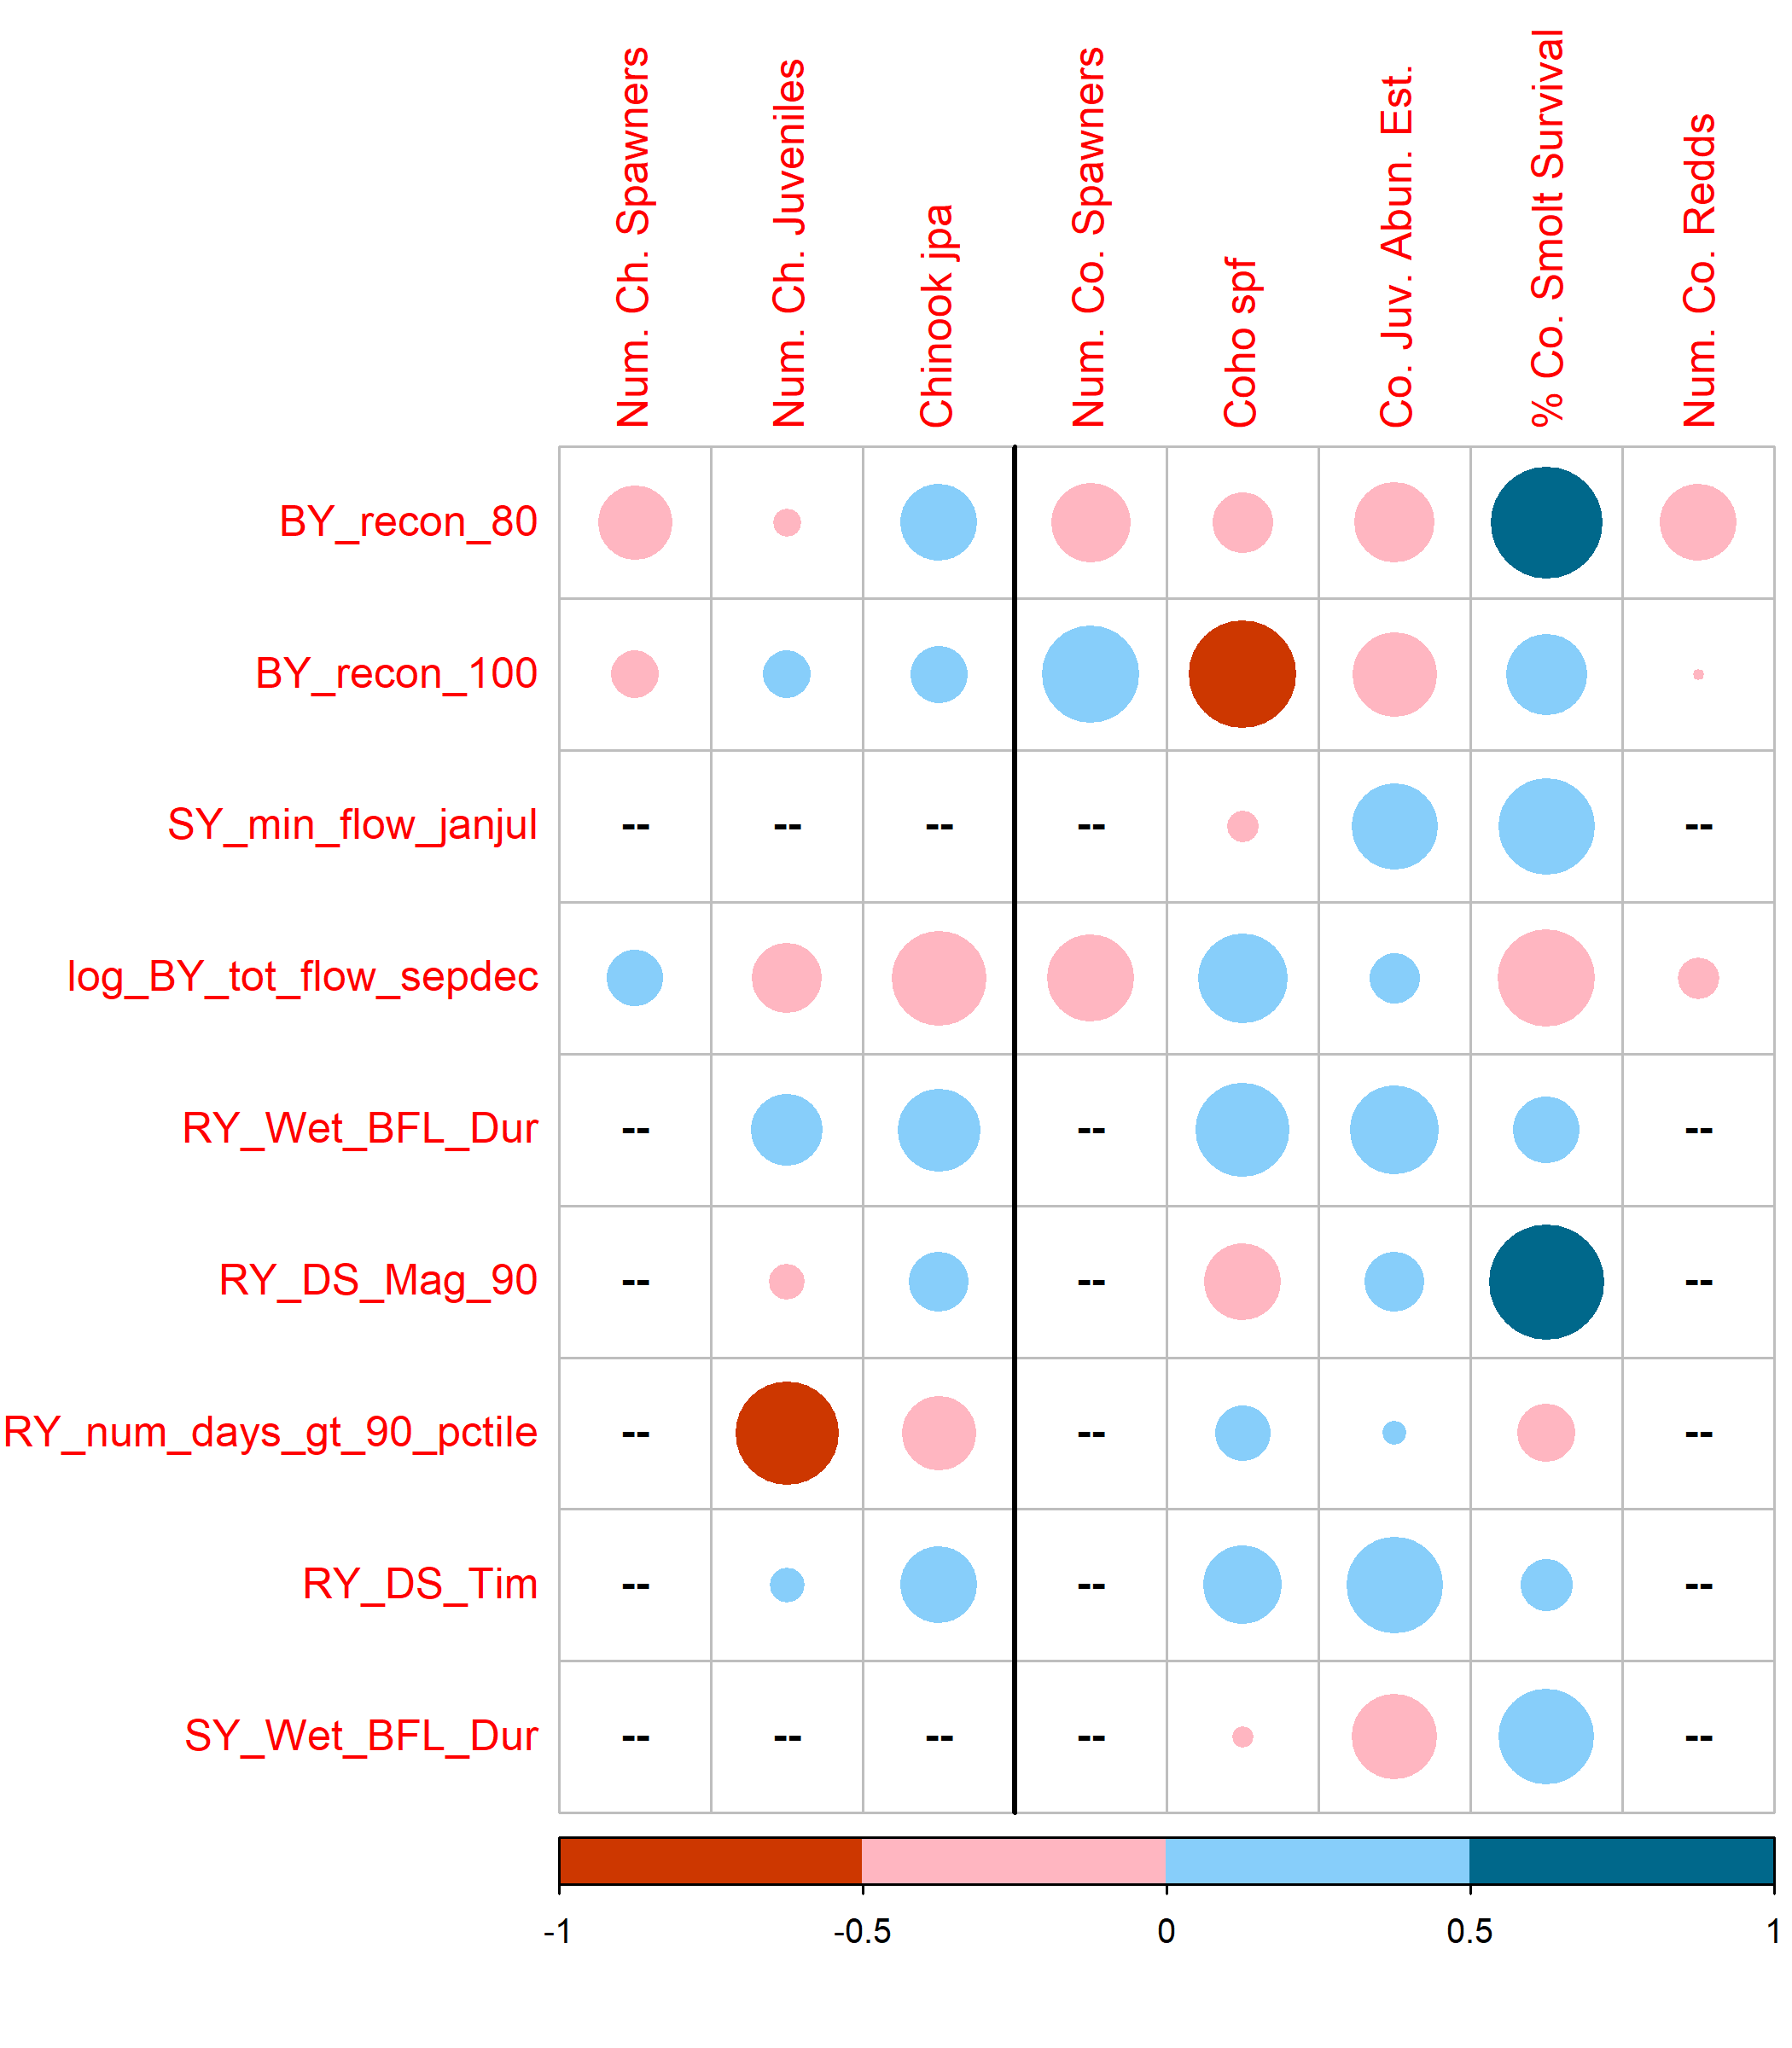 Num. Ch. Spawners
Num. Ch. Juveniles
Chinook jpa
Num. Co. Spawners
Coho spf
Co. Juv. Abun. Est.
% Co. Smolt Survival
Num. Co. Redds
BY_recon_80
BY_recon_100
SY_min_flow_janjul -- -- -- -- --
log_BY_tot_flow_sepdec
RY_Wet_BFL_Dur -- -- --
RY_DS_Mag_90 -- -- --
RY_num_days_gt_90_pctile -- -- --
RY_DS_Tim -- -- --
SY_Wet_BFL_Dur -- -- -- -- --
-1 -0.5 0 0.5 1